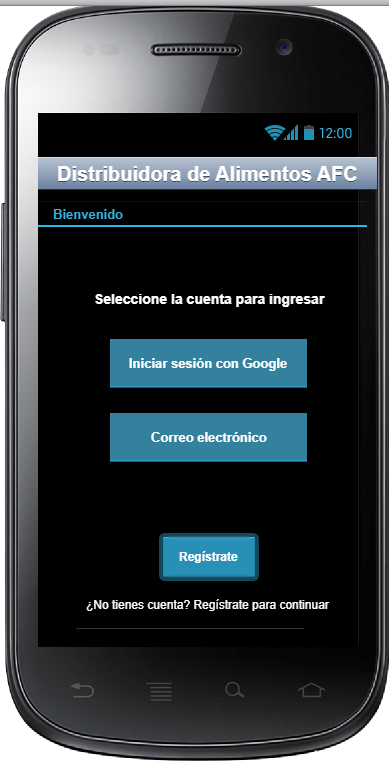 12:00
Distribuidora de Alimentos AFC
Bienvenido
Seleccione la cuenta para ingresar
Iniciar sesión con Google
Correo electrónico
Regístrate
¿No tienes cuenta? Regístrate para continuar